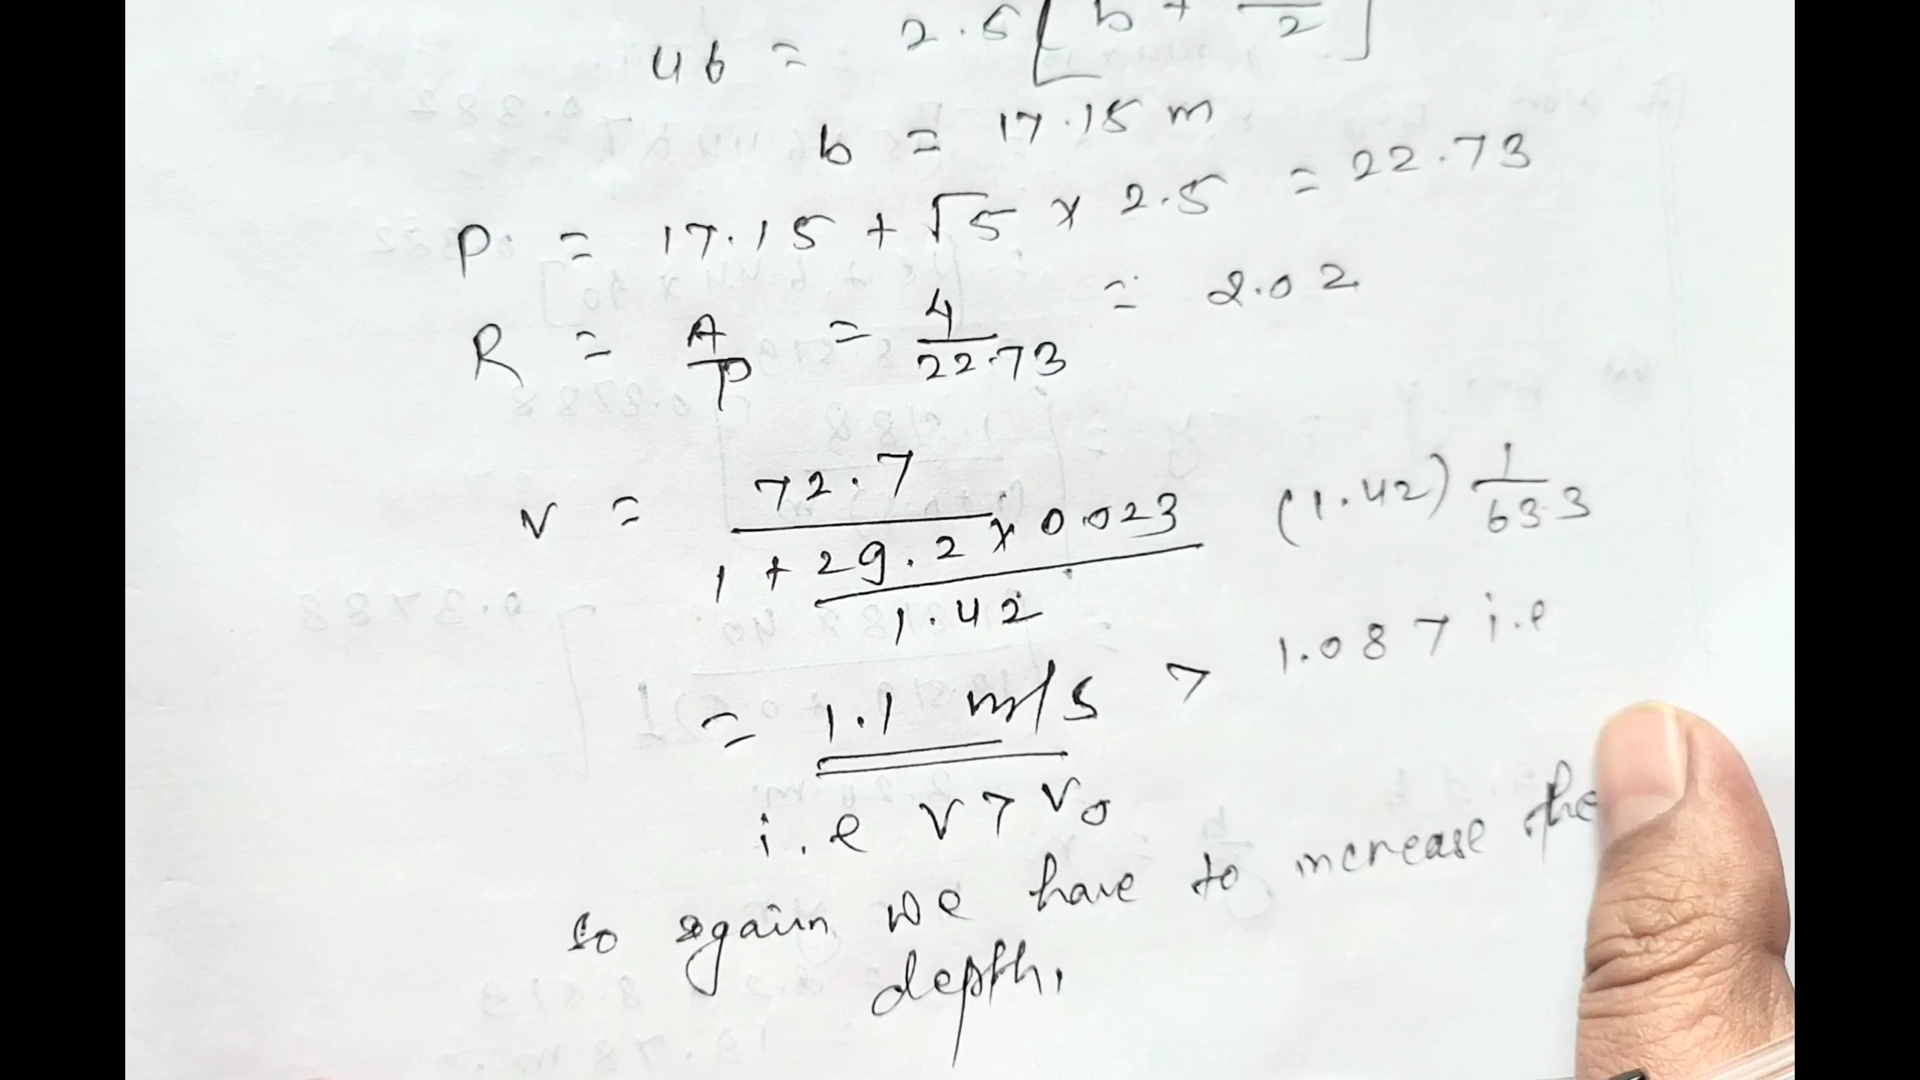 46 = 2.5 [ b + /2 ]
b = 17.15 m
P = 17.15 + √5 x 2.5 = 22.73
R = A/P = 4/22.73 = 2.02
v = 72.7 / 1 + 29.2 x 0.023 / 1.42 (1.42) 1/63.3
= 1.1 m/s > 1.087 i.e
i.e v > v₀
so again we have to increase the
depth.